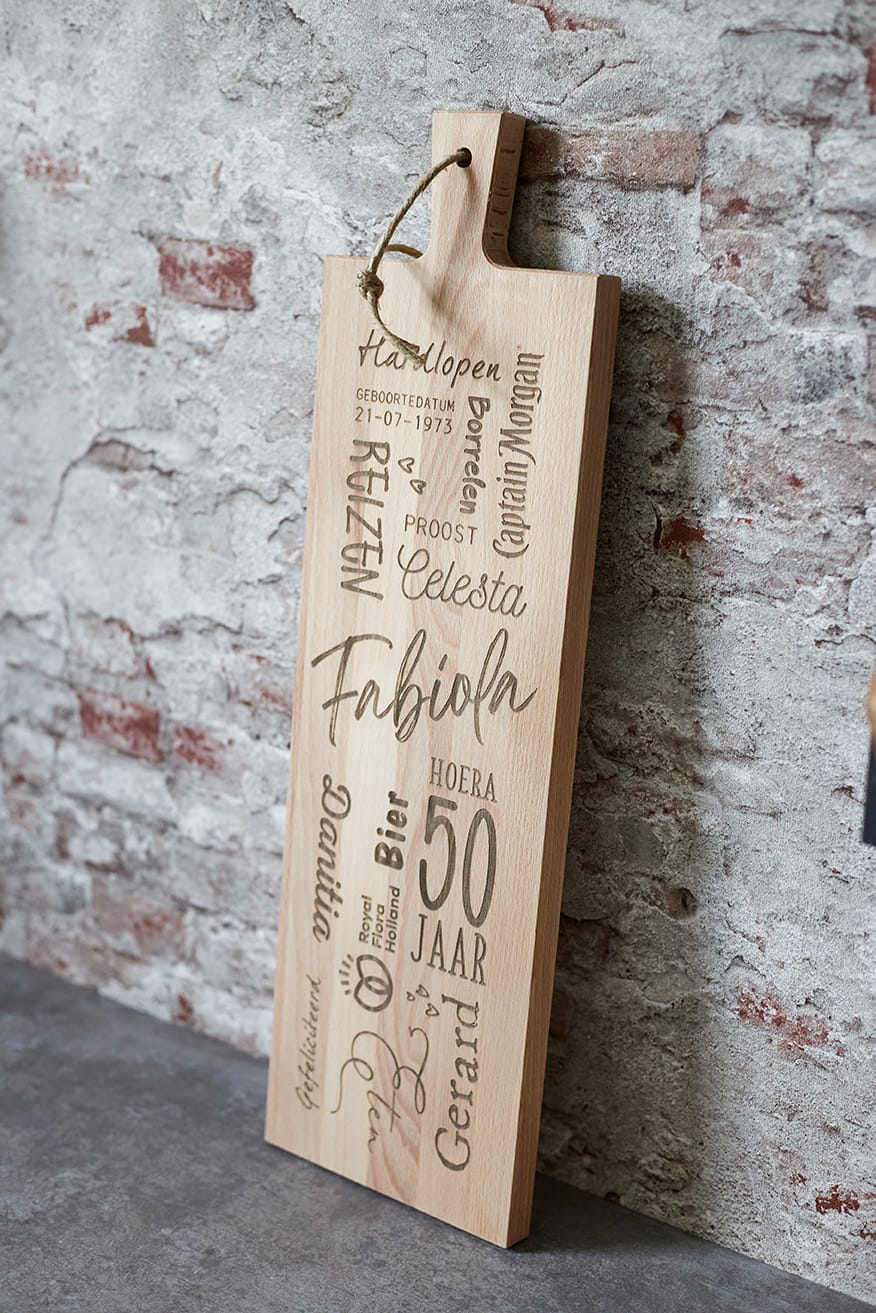 Hardlopen
GEBOORTEDATUM
21-07-1973
Borrelen
Captain Morgan
REIZEN
PROOST
Celesta
Fabiola
HOERA
50
JAAR
Danitia
Bier
Royal
Flora
Holland
Gefeliciteerd
Eten
Gerard